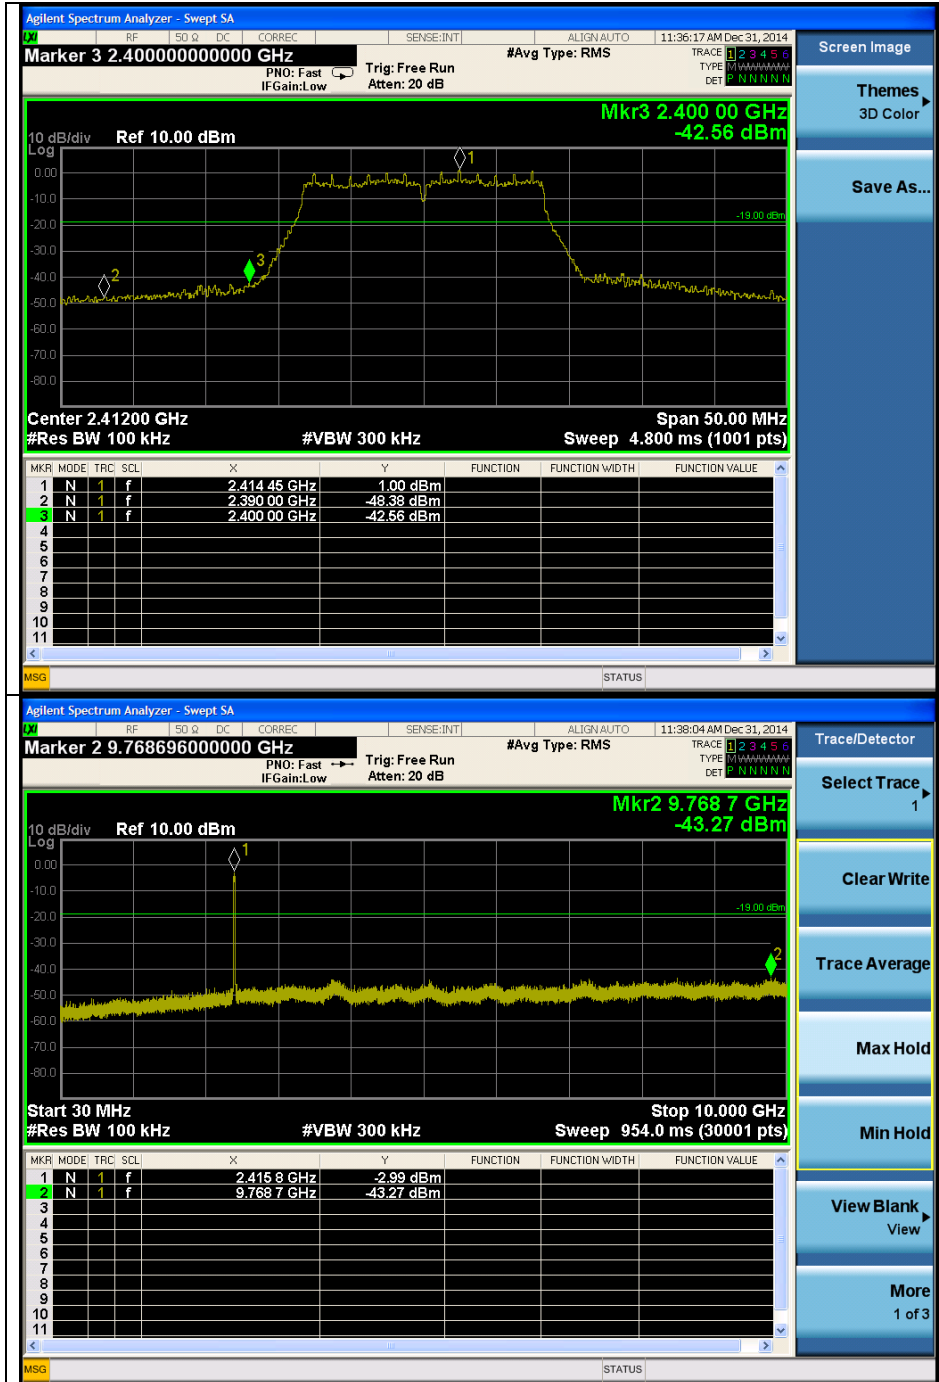 Agilent Spectrum Analyzer - Swept SA
LXI RF 50 Ω DC CORREC SENSE:INT ALIGN AUTO 11:36:17 AM Dec 31, 2014
Marker 3 2.400000000000 GHz
#Avg Type: RMS
TRACE 1 2 3 4 5 6
PNO: Fast
Trig: Free Run
TYPE M WWWWW
IFGain:Low
Atten: 20 dB
DET P N N N N N
Screen Image
Themes
3D Color
Save As...
Mkr3 2.400 00 GHz
-42.56 dBm
10 dB/div Ref 10.00 dBm
Log
0.00
-10.0
-20.0
-30.0
-40.0
-50.0
-60.0
-70.0
-80.0
1
-19.00 dBm
3
2
Center 2.41200 GHz Span 50.00 MHz
#Res BW 100 kHz #VBW 300 kHz Sweep 4.800 ms (1001 pts)
MKR MODE TRC SCL X Y FUNCTION FUNCTION WIDTH FUNCTION VALUE
1 N 1 f 2.414 45 GHz 1.00 dBm
2 N 1 f 2.390 00 GHz -48.38 dBm
3 N 1 f 2.400 00 GHz -42.56 dBm
4
5
6
7
8
9
10
11
MSG STATUS
Agilent Spectrum Analyzer - Swept SA
LXI RF 50 Ω DC CORREC SENSE:INT ALIGN AUTO 11:38:04 AM Dec 31, 2014
Marker 2 9.768696000000 GHz
#Avg Type: RMS
TRACE 1 2 3 4 5 6
PNO: Fast
Trig: Free Run
TYPE M WWWWW
IFGain:Low
Atten: 20 dB
DET P N N N N N
Trace/Detector
Select Trace
1
Clear Write
Trace Average
Max Hold
Min Hold
View Blank
View
More
1 of 3
Mkr2 9.768 7 GHz
-43.27 dBm
10 dB/div Ref 10.00 dBm
Log
0.00
-10.0
-20.0
-30.0
-40.0
-50.0
-60.0
-70.0
-80.0
1
-19.00 dBm
2
Start 30 MHz Stop 10.000 GHz
#Res BW 100 kHz #VBW 300 kHz Sweep 954.0 ms (30001 pts)
MKR MODE TRC SCL X Y FUNCTION FUNCTION WIDTH FUNCTION VALUE
1 N 1 f 2.415 8 GHz -2.99 dBm
2 N 1 f 9.768 7 GHz -43.27 dBm
3
4
5
6
7
8
9
10
11
MSG STATUS